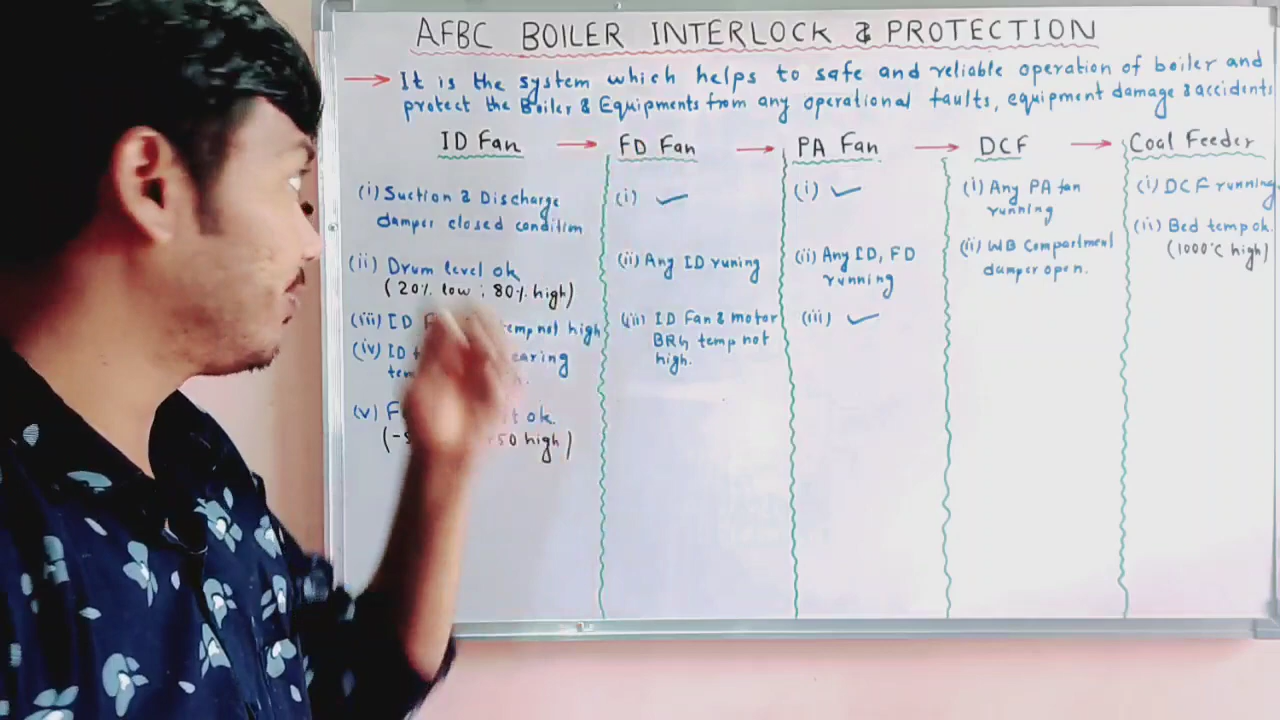 AFBC BOILER INTERLOCK & PROTECTION
→ It is the system which helps to safe and reliable operation of boiler and
protect the Boiler & Equipments from any operational faults, equipment damage & accidents
ID Fan → FD Fan → PA Fan → DCF → Coal Feeder
(i) Suction & Discharge
damper closed condition
(ii) Drum level ok
(20% low ; 80% high)
(iii) ID temp not high
(iv) ID earing
(v) ok.
50 high)
(i) ✓
(ii) Any ID runing
(iii) ID Fan & motor
BRG temp not
high.
(i) ✓
(ii) Any ID, FD
running
(iii) ✓
(i) Any PA fan
running
(ii) WB Compartment
damper open.
(i) DCF running
(ii) Bed temp ok.
(1000°C high)